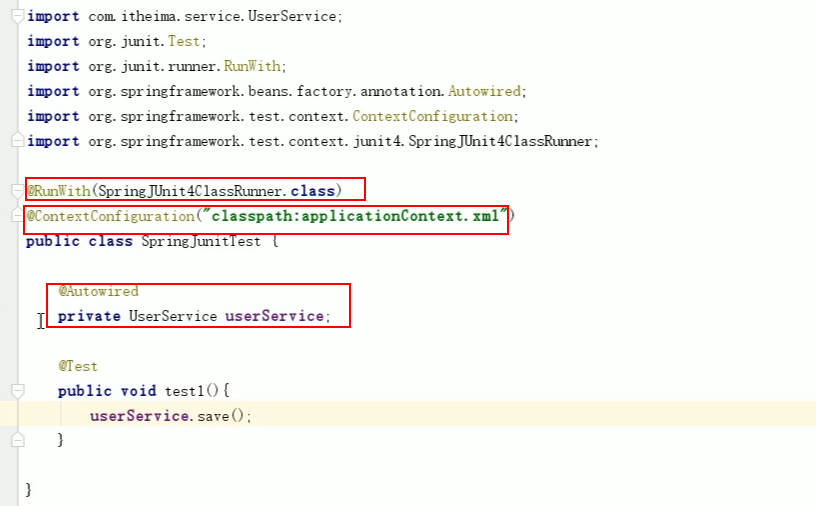 import com.itheima.service.UserService;
import org.junit.Test;
import org.junit.runner.RunWith;
import org.springframework.beans.factory.annotation.Autowired;
import org.springframework.test.context.ContextConfiguration;
import org.springframework.test.context.junit4.SpringJUnit4ClassRunner;
@RunWith(SpringJUnit4ClassRunner.class)
@ContextConfiguration("classpath:applicationContext.xml")
public class SpringJunitTest {
@Autowired
private UserService userService;
@Test
public void test1(){
userService.save();
}
}